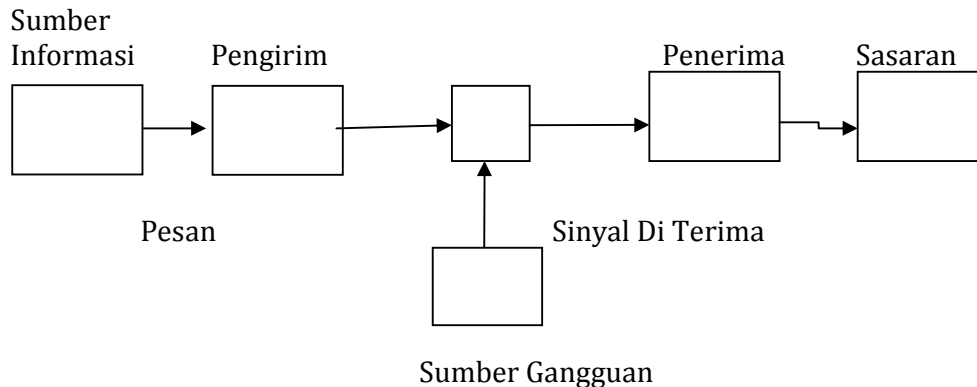 Sumber
Informasi
Pengirim
Penerima
Sasaran
Pesan
Sinyal Di Terima
Sumber Gangguan